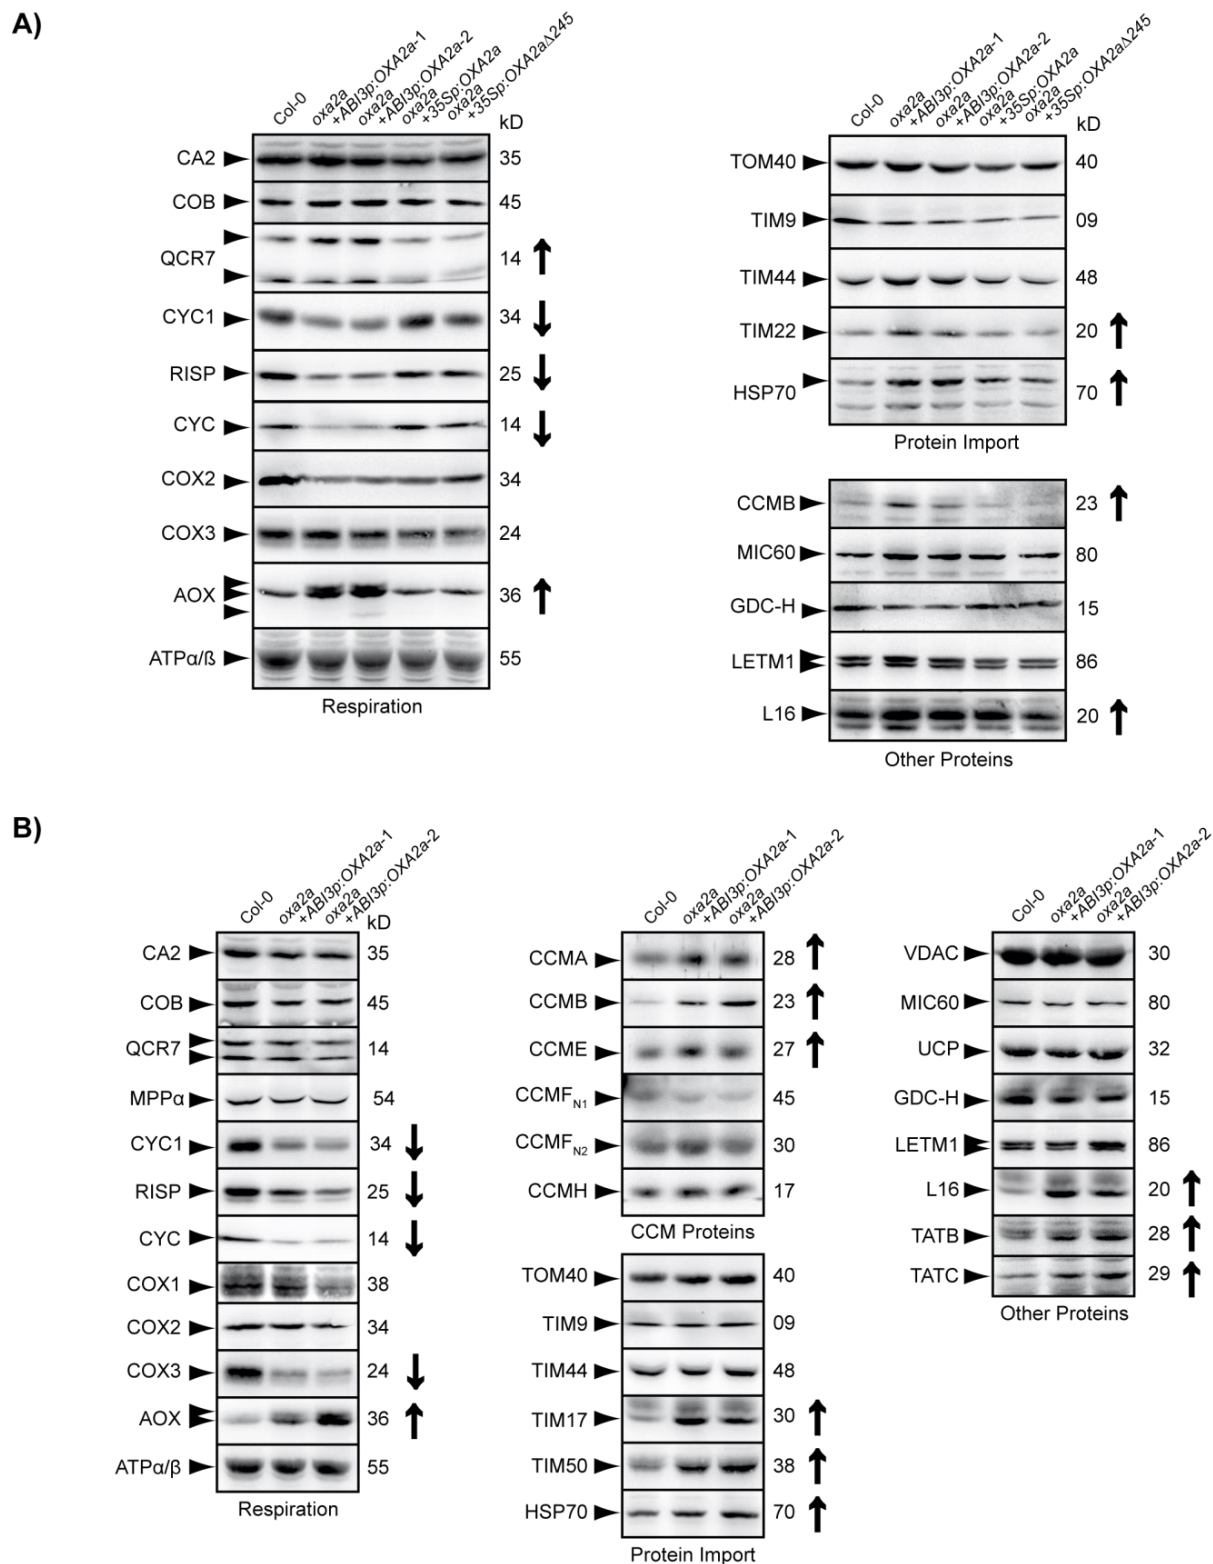 A)
Col-0
oxa2a
+ABI3p:OXA2a-1
oxa2a
+ABI3p:OXA2a-2
oxa2a
+35Sp:OXA2a
oxa2a
+35Sp:OXA2aΔ245
kD
CA2 35
COB 45
QCR7 14
CYC1 34
RISP 25
CYC 14
COX2 34
COX3 24
AOX 36
ATPα/ß 55
Respiration
Col-0
oxa2a
+ABI3p:OXA2a-1
oxa2a
+ABI3p:OXA2a-2
oxa2a
+35Sp:OXA2a
oxa2a
+35Sp:OXA2aΔ245
kD
TOM40 40
TIM9 09
TIM44 48
TIM22 20
HSP70 70
Protein Import
CCMB 23
MIC60 80
GDC-H 15
LETM1 86
L16 20
Other Proteins
B)
Col-0
oxa2a
+ABI3p:OXA2a-1
oxa2a
+ABI3p:OXA2a-2
kD
CA2 35
COB 45
QCR7 14
MPPα 54
CYC1 34
RISP 25
CYC 14
COX1 38
COX2 34
COX3 24
AOX 36
ATPα/β 55
Respiration
Col-0
oxa2a
+ABI3p:OXA2a-1
oxa2a
+ABI3p:OXA2a-2
CCMA 28
CCMB 23
CCME 27
CCMF_N1 45
CCMF_N2 30
CCMH 17
CCM Proteins
TOM40 40
TIM9 09
TIM44 48
TIM17 30
TIM50 38
HSP70 70
Protein Import
Col-0
oxa2a
+ABI3p:OXA2a-1
oxa2a
+ABI3p:OXA2a-2
VDAC 30
MIC60 80
UCP 32
GDC-H 15
LETM1 86
L16 20
TATB 28
TATC 29
Other Proteins